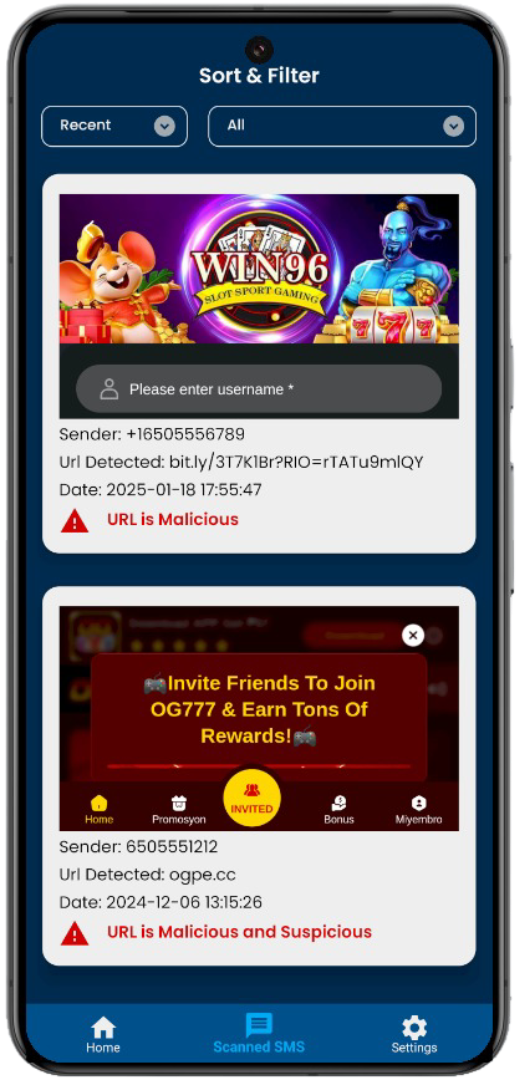 Sort & Filter
Recent
All
WIN96
SLOT SPORT GAMING
777
Please enter username *
Sender: +16505556789
Url Detected: bit.ly/3T7K1Br?RIO=rTATu9mlQY
Date: 2025-01-18 17:55:47
URL is Malicious
🎮Invite Friends To Join
OG777 & Earn Tons Of
Rewards!🎮
INVITED
Home
Promosyon
Bonus
Miyembro
Sender: 6505551212
Url Detected: ogpe.cc
Date: 2024-12-06 13:15:26
URL is Malicious and Suspicious
Home
Scanned SMS
Settings